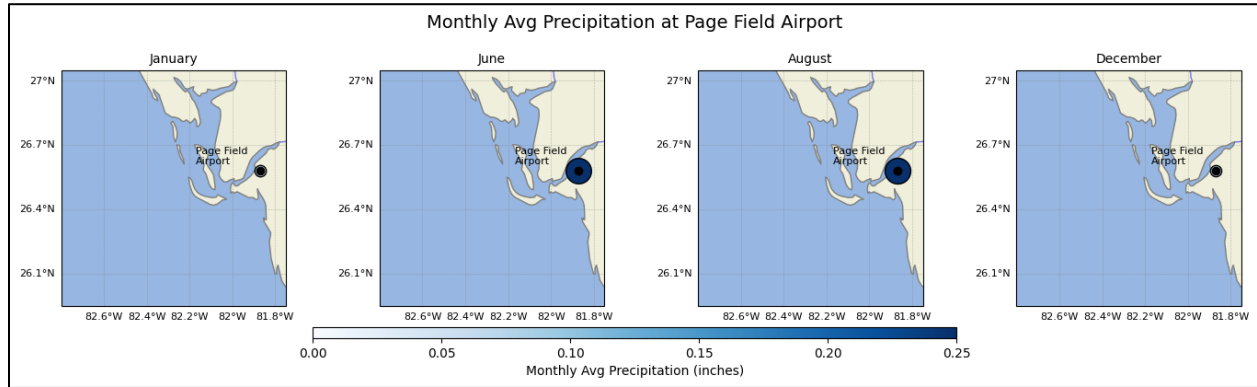 Monthly Avg Precipitation at Page Field Airport
January
27°N
26.7°N
26.4°N
26.1°N
Page Field
Airport
82.6°W 82.4°W 82.2°W 82°W 81.8°W
June
27°N
26.7°N
26.4°N
26.1°N
Page Field
Airport
82.6°W 82.4°W 82.2°W 82°W 81.8°W
August
27°N
26.7°N
26.4°N
26.1°N
Page Field
Airport
82.6°W 82.4°W 82.2°W 82°W 81.8°W
December
27°N
26.7°N
26.4°N
26.1°N
Page Field
Airport
82.6°W 82.4°W 82.2°W 82°W 81.8°W
0.00 0.05 0.10 0.15 0.20 0.25
Monthly Avg Precipitation (inches)